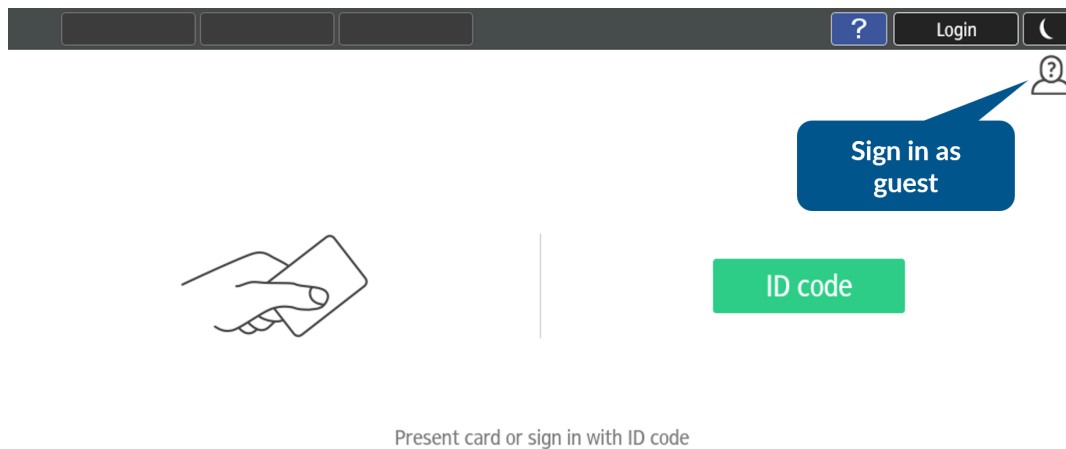 ?
Login
?
Sign in as
guest
ID code
Present card or sign in with ID code